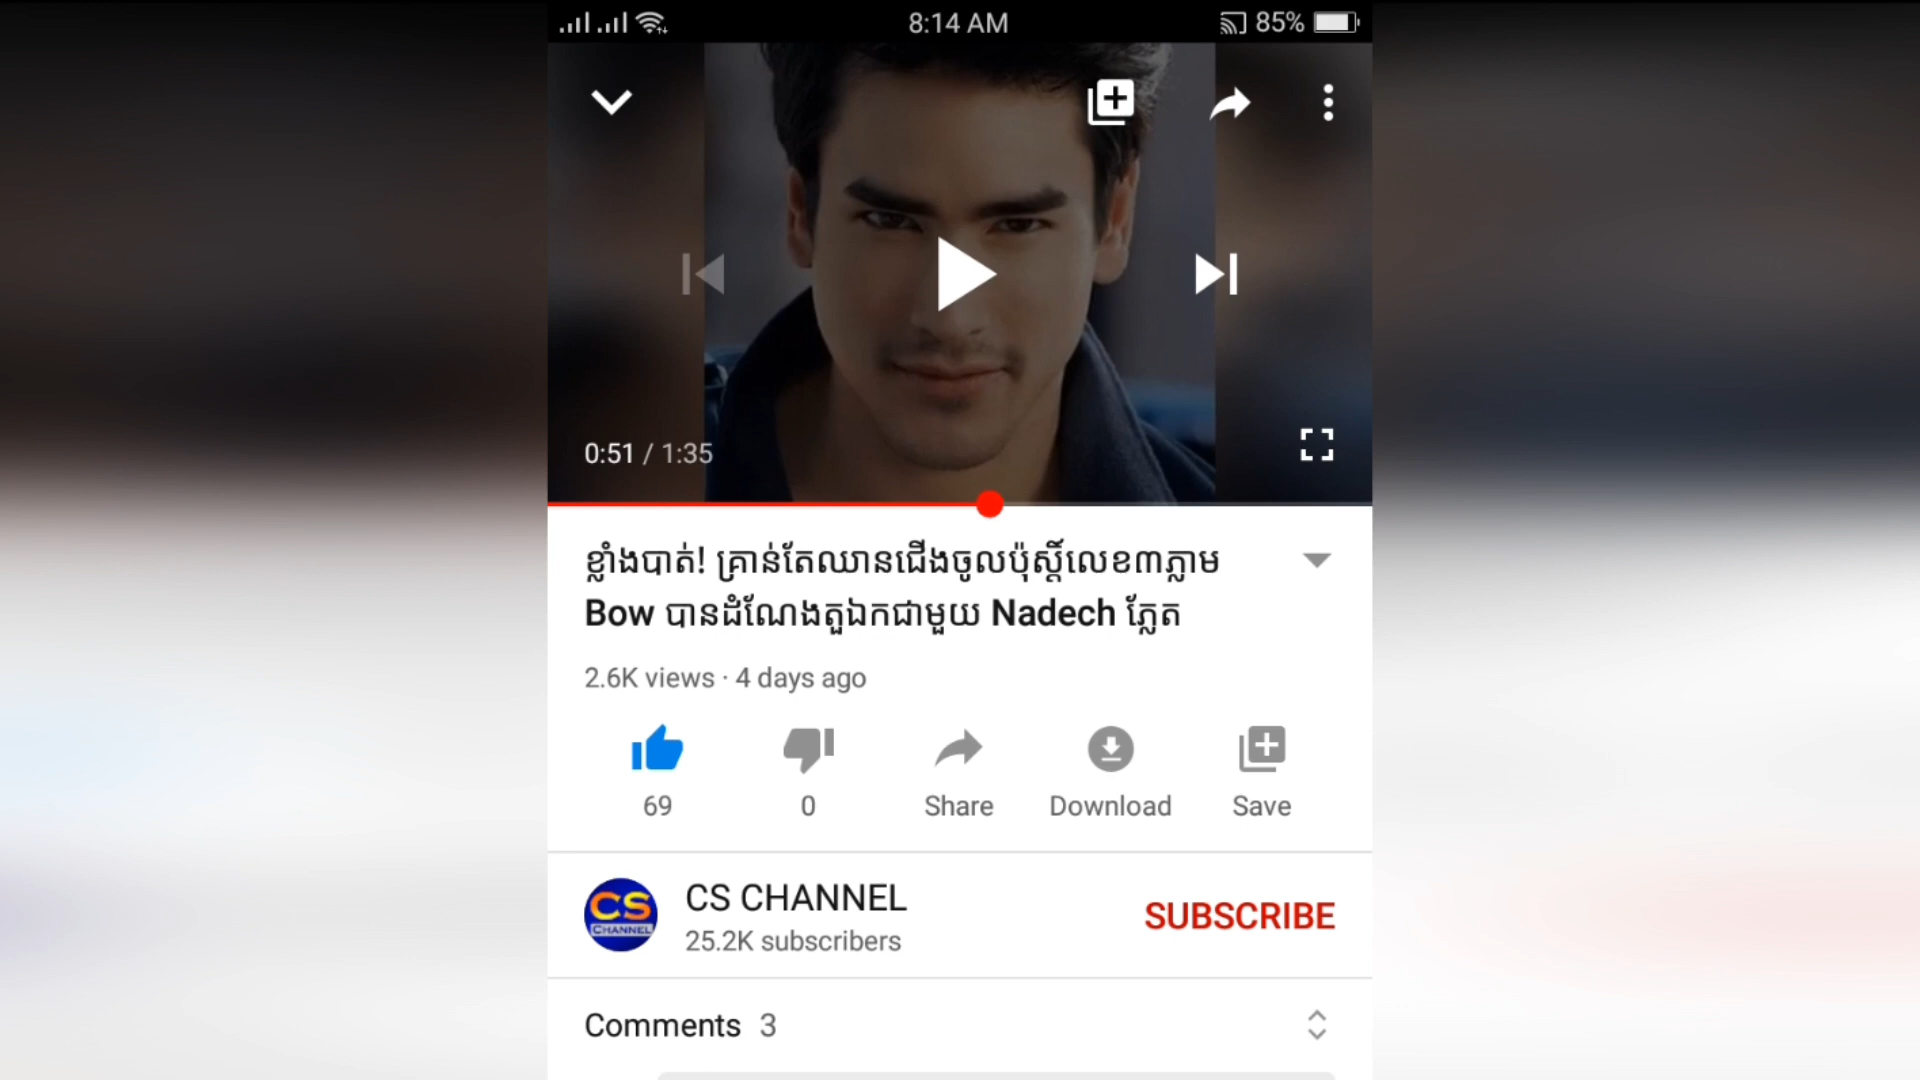 8:14 AM
85%
0:51 / 1:35
ខ្លាំងបាត់! គ្រាន់តែឈានជើងចូលប៉ុស្តិ៍លេខ៣ភ្លាម
Bow បានដំណែងតួឯកជាមួយ Nadech ភ្លែត
2.6K views · 4 days ago
69
0
Share
Download
Save
CS CHANNEL
CS CHANNEL
25.2K subscribers
SUBSCRIBE
Comments 3